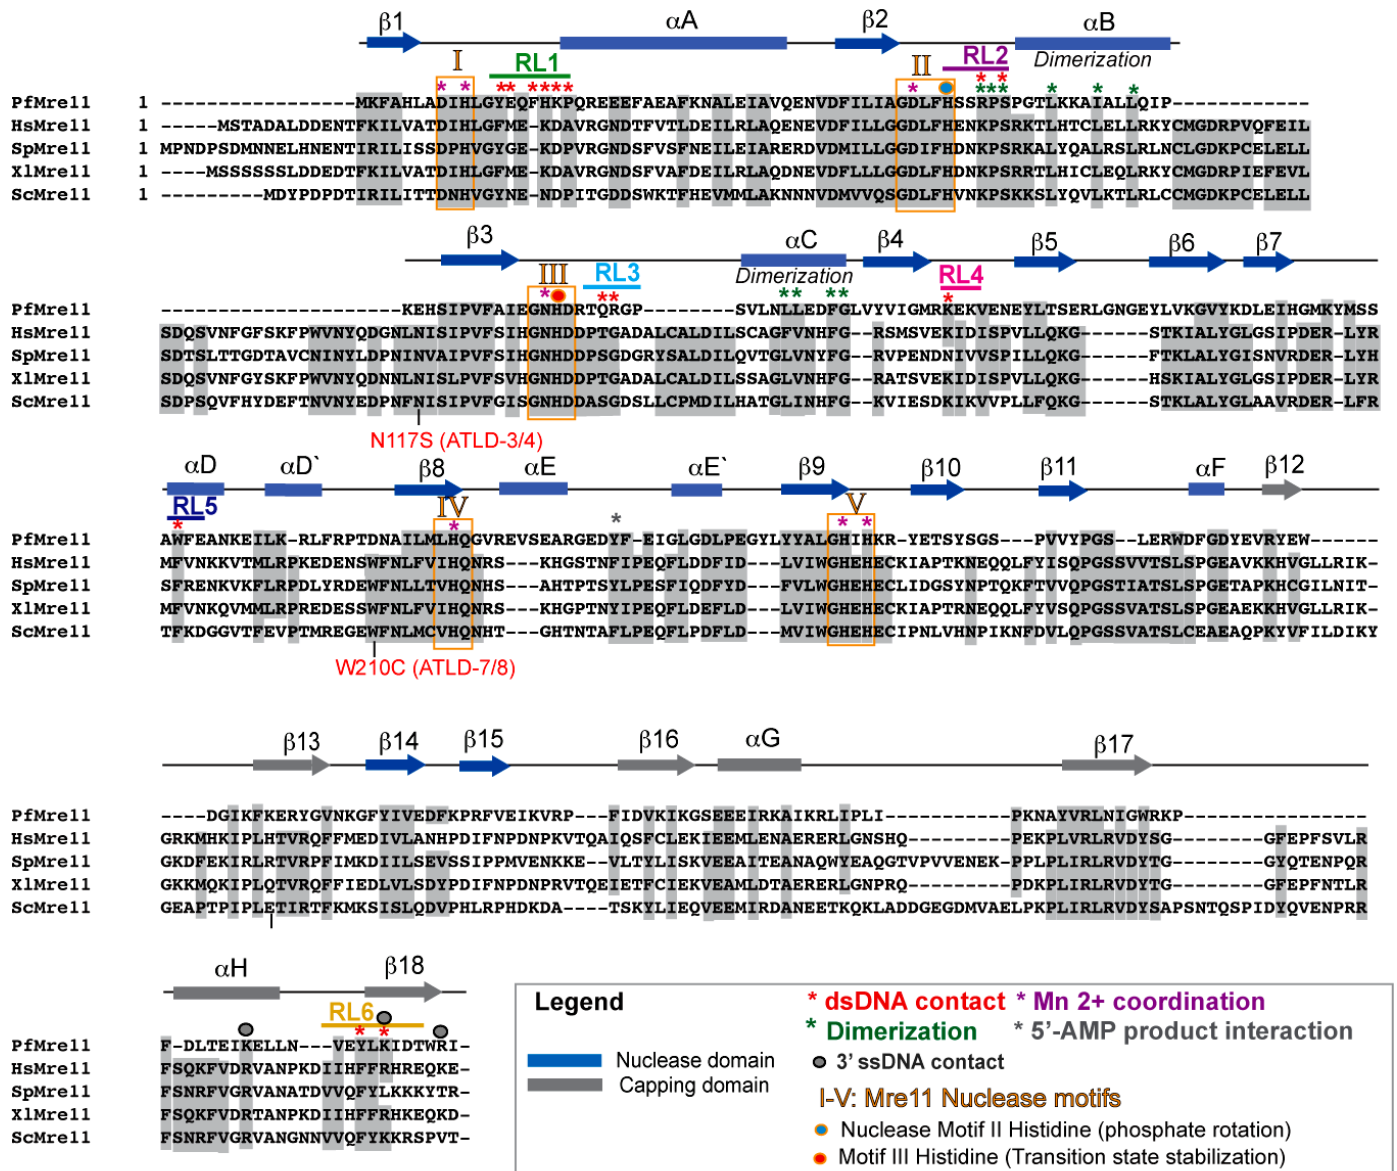 β1 αA β2 αB
I RL1 II RL2 Dimerization
* * ** **** * * * *** * * *
PfMre11 1 -----------------MKFAHLADIHLGYEQFHKPQREEEFAEAFKNALEIAVQENVDFILIAGDLFHSSRPSPGTLKKAIALLQIP------------
HsMre11 1 -----MSTADALDDENTFKILVATDIHLGFME-KDAVRGNDTFVTLDEILRLAQENEVDFILLGGDLFHENKPSRKTLHTCLELLRKYCMGDRPVQFEIL
SpMre11 1 MPNDPSDMNNELHNENTIRILISSDPHVGYGE-KDPVRGNDSFVSFNEILEIARERDVDMILLGGDIFHDNKPSRKALYQALRSLRLNCLGDKPCELELL
XlMre11 1 ----MSSSSSSLDDEDTFKILVATDIHLGFME-KDAVRGNDSFVAFDEILRLAQDNEVDFLLLGGDLFHDNKPSRRTLHICLEQLRKYCMGDRPIEFEVL
ScMre11 1 ---------MDYPDPDTIRILITTDNHVGYNE-NDPITGDDSWKTFHEVMMLAKNNNVDMVVQSGDLFHVNKPSKKSLYQVLKTLRLCCMGDKPCELELL
β3 αC β4 β5 β6 β7
III RL3 Dimerization RL4
* ** ** ** *
PfMre11 ---------------------KEHSIPVFAIEGNHDRTQRGP--------SVLNLLEDFGLVYVIGMRKEKVENEYLTSERLGNGEYLVKGVYKDLEIHGMKYMSS
HsMre11 SDQSVNFGFSKFPWVNYQDGNLNISIPVFSIHGNHDDPTGADALCALDILSCAGFVNHFG--RSMSVEKIDISPVLLQKG------STKIALYGLGSIPDER-LYR
SpMre11 SDTSLTTGDTAVCNINYLDPNINVAIPVFSIHGNHDDPSGDGRYSALDILQVTGLVNYFG--RVPENDNIVVSPILLQKG------FTKLALYGISNVRDER-LYH
XlMre11 SDQSVNFGYSKFPWVNYQDNNLNISLPVFSVHGNHDDPTGADALCALDILSSAGLVNHFG--RATSVEKIDISPVLLQKG------HSKIALYGLGSIPDER-LYR
ScMre11 SDPSQVFHYDEFTNVNYEDPNFNISIPVFGISGNHDDASGDSLLCPMDILHATGLINHFG--KVIESDKIKVVPLLFQKG------STKLALYGLAAVRDER-LFR
N117S (ATLD-3/4)
αD αD` β8 αE αE` β9 β10 β11 αF β12
RL5 IV V
* * * * *
PfMre11 AWFEANKEILK-RLFRPTDNAILMLHQGVREVSEARGEDYF-EIGLGDLPEGYLYYALGHIHKR-YETSYSGS---PVVYPGS--LERWDFGDYEVRYEW------
HsMre11 MFVNKKVTMLRPKEDENSWFNLFVIHQNRS---KHGSTNFIPEQFLDDFID---LVIWGHEHECKIAPTKNEQQLFYISQPGSSVVTSLSPGEAVKKHVGLLRIK-
SpMre11 SFRENKVKFLRPDLYRDEWFNLLTVHQNHS---AHTPTSYLPESFIQDFYD---FVLWGHEHECLIDGSYNPTQKFTVVQPGSTIATSLSPGETAPKHCGILNIT-
XlMre11 MFVNKQVMMLRPREDESSWFNLFVIHQNRS---KHGPTNYIPEQFLDEFLD---LVIWGHEHECKIAPTRNEQQLFYVSQPGSSVATSLSPGEAEKKHVGLLRIK-
ScMre11 TFKDGGVTFEVPTMREGEWFNLMCVHQNHT---GHTNTAFLPEQFLPDFLD---MVIWGHEHECIPNLVHNPIKNFDVLQPGSSVATSLCEAEAQPKYVFILDIKY
W210C (ATLD-7/8)
β13 β14 β15 β16 αG β17
PfMre11 ----DGIKFKERYGVNKGFYIVEDFKPRFVEIKVRP---FIDVKIKGSEEEIRKAIKRLIPLI-----------PKNAYVRLNIGWRKP----------------
HsMre11 GRKMHKIPLHTVRQFFMEDIVLANHPDIFNPDNPKVTQAIQSFCLEKIEEMLENAERERLGNSHQ---------PEKPLVRLRVDYSG--------GFEPFSVLR
SpMre11 GKDFEKIRLRTVRPFIMKDIILSEVSSIPPMVENKKE--VLTYLISKVEEAITEANAQWYEAQGTVPVVENEK-PPLPLIRLRVDYTG--------GYQTENPQR
XlMre11 GKKMQKIPLQTVRQFFIEDLVLSDYPDIFNPDNPRVTQEIETFCIEKVEAMLDTAERERLGNPRQ---------PDKPLIRLRVDYTG--------GFEPFNTLR
ScMre11 GEAPTPIPLETIRTFKMKSISLQDVPHLRPHDKDA----TSKYLIEQVEEMIRDANEETKQKLADDGEGDMVAELPKPLIRLRVDYSAPSNTQSPIDYQVENPRR
αH β18
RL6
* *
PfMre11 F-DLTEIKELLN---VEYLKIDTWRI-
HsMre11 FSQKFVDRVANPKDIIHFFRHREQKE-
SpMre11 FSNRFVGRVANATDVVQFYLKKKYTR-
XlMre11 FSQKFVDRTANPKDIIHFFRHKEQKD-
ScMre11 FSNRFVGRVANGNNVVQFYKKRSPVT-
Legend
Nuclease domain
Capping domain
* dsDNA contact * Mn 2+ coordination
* Dimerization * 5'-AMP product interaction
3' ssDNA contact
I-V: Mre11 Nuclease motifs
Nuclease Motif II Histidine (phosphate rotation)
Motif III Histidine (Transition state stabilization)